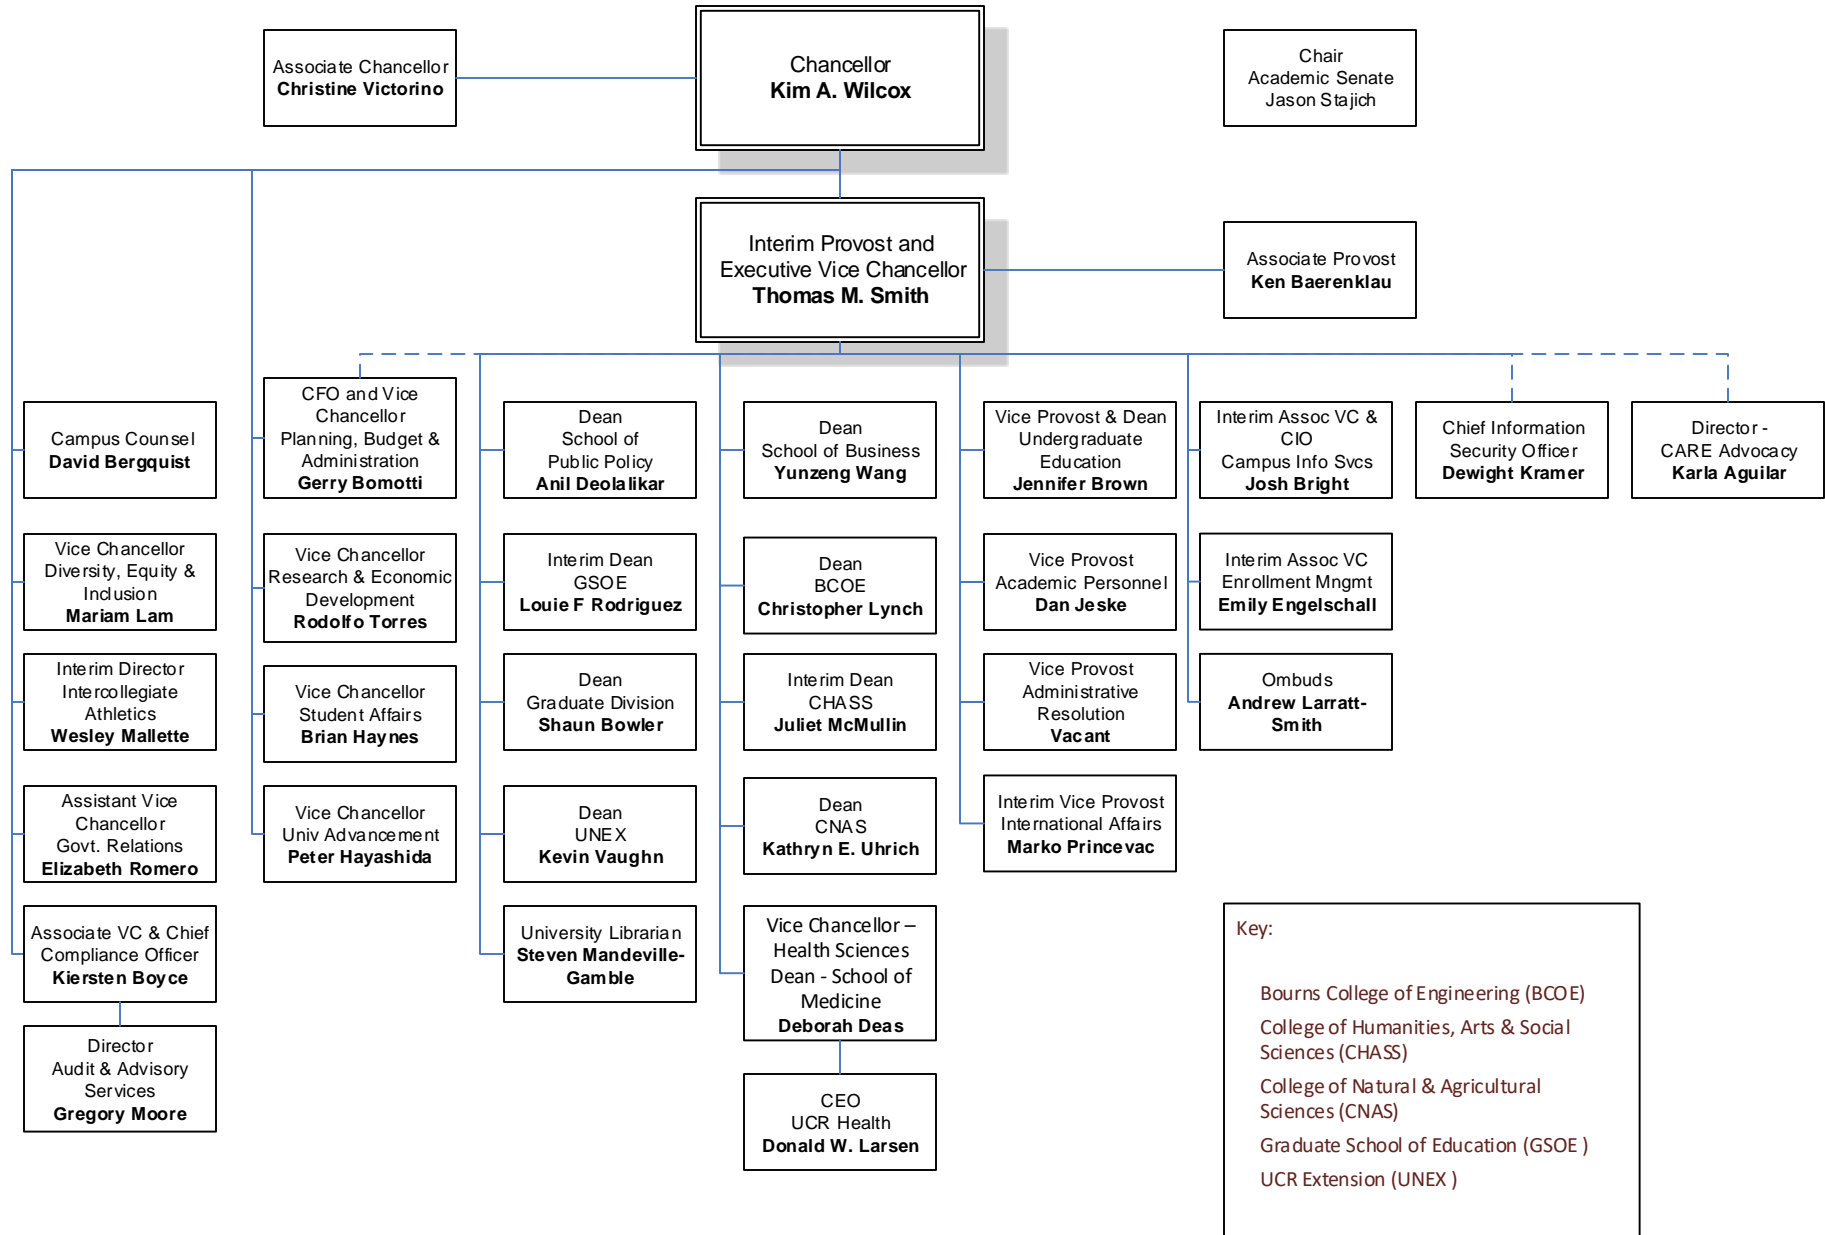 Associate Chancellor
Christine Victorino
Chancellor
Kim A. Wilcox
Chair
Academic Senate
Jason Stajich
Interim Provost and
Executive Vice Chancellor
Thomas M. Smith
Associate Provost
Ken Baerenklau
Campus Counsel
David Bergquist
CFO and Vice
Chancellor
Planning, Budget &
Administration
Gerry Bomotti
Dean
School of
Public Policy
Anil Deolalikar
Dean
School of Business
Yunzeng Wang
Vice Provost & Dean
Undergraduate
Education
Jennifer Brown
Interim Assoc VC &
CIO
Campus Info Svcs
Josh Bright
Chief Information
Security Officer
Dewight Kramer
Director -
CARE Advocacy
Karla Aguilar
Vice Chancellor
Diversity, Equity &
Inclusion
Mariam Lam
Vice Chancellor
Research & Economic
Development
Rodolfo Torres
Interim Dean
GSOE
Louie F Rodriguez
Dean
BCOE
Christopher Lynch
Vice Provost
Academic Personnel
Dan Jeske
Interim Assoc VC
Enrollment Mngmt
Emily Engelschall
Interim Director
Intercollegiate
Athletics
Wesley Mallette
Vice Chancellor
Student Affairs
Brian Haynes
Dean
Graduate Division
Shaun Bowler
Interim Dean
CHASS
Juliet McMullin
Vice Provost
Administrative
Resolution
Vacant
Ombuds
Andrew Larratt-
Smith
Assistant Vice
Chancellor
Govt. Relations
Elizabeth Romero
Vice Chancellor
Univ Advancement
Peter Hayashida
Dean
UNEX
Kevin Vaughn
Dean
CNAS
Kathryn E. Uhrich
Interim Vice Provost
International Affairs
Marko Princevac
Associate VC & Chief
Compliance Officer
Kiersten Boyce
University Librarian
Steven Mandeville-
Gamble
Vice Chancellor –
Health Sciences
Dean - School of
Medicine
Deborah Deas
Director
Audit & Advisory
Services
Gregory Moore
CEO
UCR Health
Donald W. Larsen
Key:
Bourns College of Engineering (BCOE)
College of Humanities, Arts & Social
Sciences (CHASS)
College of Natural & Agricultural
Sciences (CNAS)
Graduate School of Education (GSOE )
UCR Extension (UNEX )